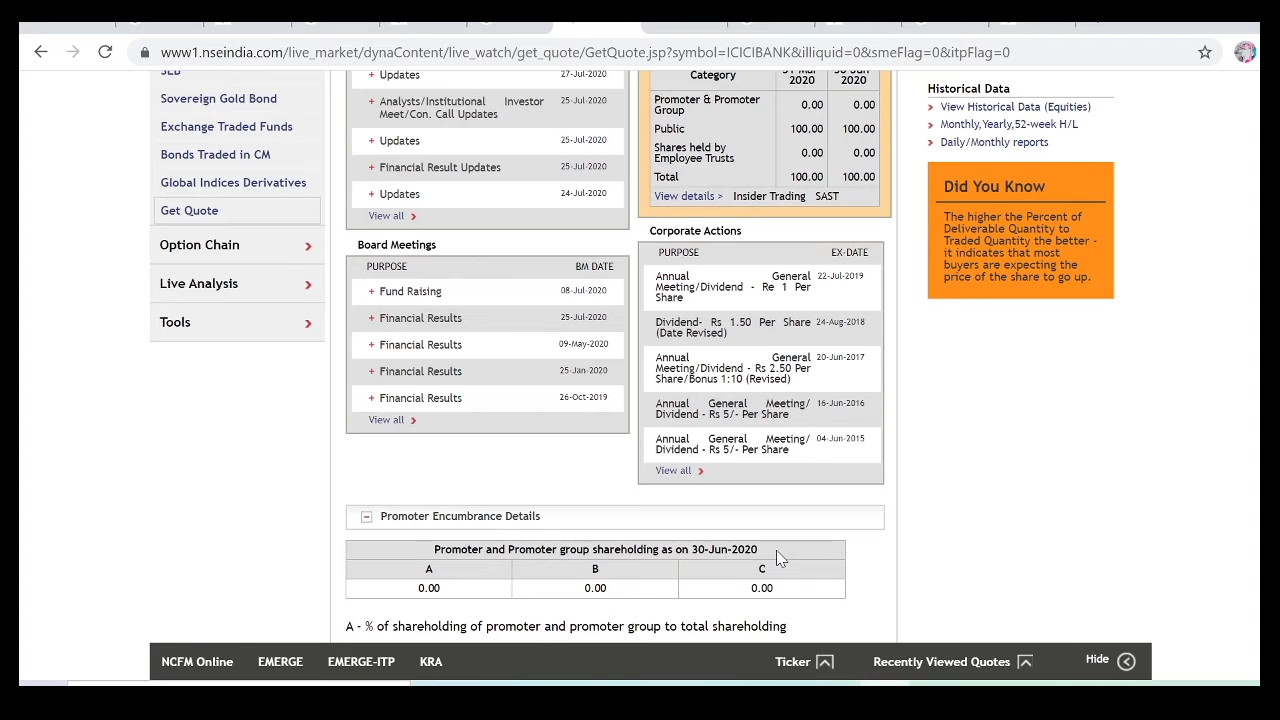 www1.nseindia.com/live_market/dynaContent/live_watch/get_quote/GetQuote.jsp?symbol=ICICIBANK&illiquid=0&smeFlag=0&itpFlag=0
SLB
Sovereign Gold Bond
Exchange Traded Funds
Bonds Traded in CM
Global Indices Derivatives
Get Quote
Option Chain
Live Analysis
Tools
+ Updates 27-Jul-2020
+ Analysts/Institutional Investor 25-Jul-2020
Meet/Con. Call Updates
+ Updates 25-Jul-2020
+ Financial Result Updates 25-Jul-2020
+ Updates 24-Jul-2020
View all
Board Meetings
PURPOSE BM DATE
+ Fund Raising 08-Jul-2020
+ Financial Results 25-Jul-2020
+ Financial Results 09-May-2020
+ Financial Results 25-Jan-2020
+ Financial Results 26-Oct-2019
View all
Category 2020 2020
Promoter & Promoter 0.00 0.00
Group
Public 100.00 100.00
Shares held by 0.00 0.00
Employee Trusts
Total 100.00 100.00
View details > Insider Trading SAST
Corporate Actions
PURPOSE EX-DATE
Annual General 22-Jul-2019
Meeting/Dividend - Re 1 Per
Share
Dividend- Rs 1.50 Per Share 24-Aug-2018
(Date Revised)
Annual General 20-Jun-2017
Meeting/Dividend - Rs 2.50 Per
Share/Bonus 1:10 (Revised)
Annual General Meeting/ 16-Jun-2016
Dividend - Rs 5/- Per Share
Annual General Meeting/ 04-Jun-2015
Dividend - Rs 5/- Per Share
View all
Historical Data
View Historical Data (Equities)
Monthly,Yearly,52-week H/L
Daily/Monthly reports
Did You Know
The higher the Percent of
Deliverable Quantity to
Traded Quantity the better -
it indicates that most
buyers are expecting the
price of the share to go up.
Promoter Encumbrance Details
Promoter and Promoter group shareholding as on 30-Jun-2020
A B C
0.00 0.00 0.00
A - % of shareholding of promoter and promoter group to total shareholding
NCFM Online EMERGE EMERGE-ITP KRA Ticker Recently Viewed Quotes Hide